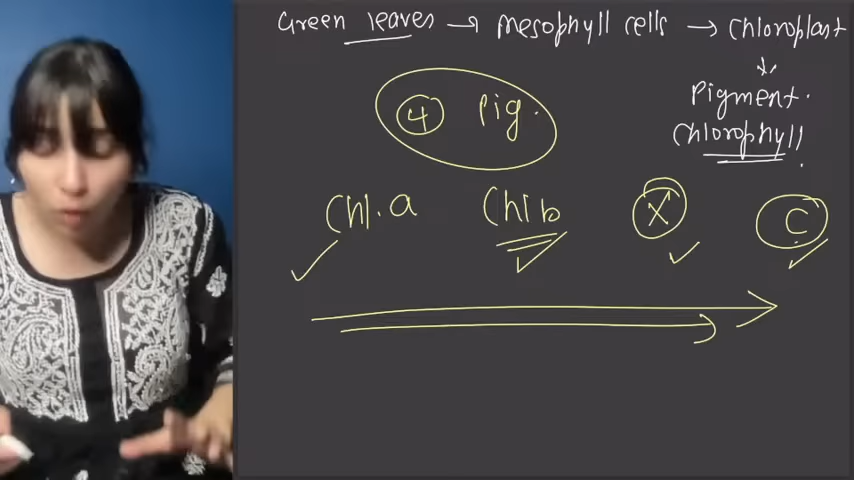 Green leaves → Mesophyll cells → Chloroplast
Pigment.
④ Pig.
Chlorophyll
Chl.a Chl b X C